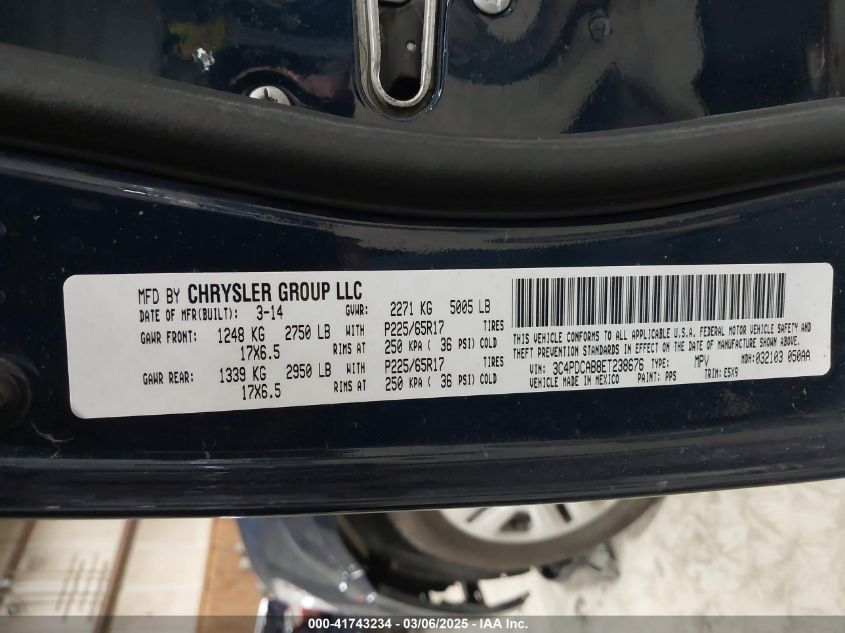 MFD BY CHRYSLER GROUP LLC
DATE OF MFR(BUILT): 3-14 GVWR: 2271 KG 5005 LB
GAWR FRONT: 1248 KG 2750 LB WITH P225/65R17 TIRES
17X6.5 RIMS AT 250 KPA ( 36 PSI) COLD
GAWR REAR: 1339 KG 2950 LB WITH P225/65R17 TIRES
17X6.5 RIMS AT 250 KPA ( 36 PSI) COLD
THIS VEHICLE CONFORMS TO ALL APPLICABLE U.S.A. FEDERAL MOTOR VEHICLE SAFETY AND
THEFT PREVENTION STANDARDS IN EFFECT ON THE DATE OF MANUFACTURE SHOWN ABOVE.
VIN: 3C4PDCAB8ET238676 TYPE: MPV MDH: 032103 050AA
VEHICLE MADE IN MEXICO PAINT: PPS TRIM: E5X9
000-41743234 - 03/06/2025 - IAA Inc.